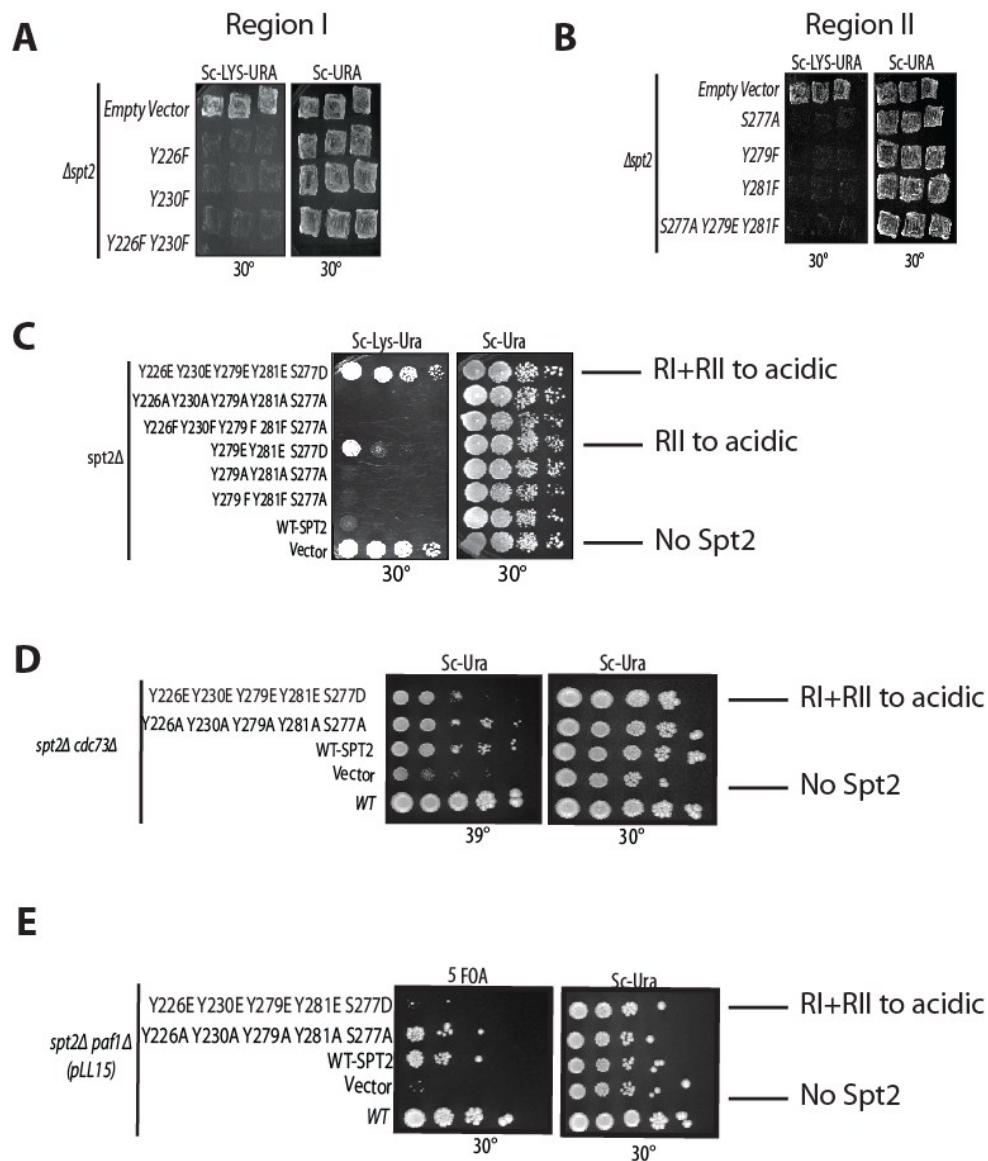 A
Region I
Sc-LYS-URA Sc-URA
Δspt2
Empty Vector
Y226F
Y230F
Y226F Y230F
30° 30°
B
Region II
Sc-LYS-URA Sc-URA
Δspt2
Empty Vector
S277A
Y279F
Y281F
S277A Y279E Y281F
30° 30°
C
Sc-Lys-Ura Sc-Ura
spt2Δ
Y226E Y230E Y279E Y281E S277D
Y226A Y230A Y279A Y281A S277A
Y226F Y230F Y279 F 281F S277A
Y279E Y281E S277D
Y279A Y281A S277A
Y279 F Y281F S277A
WT-SPT2
Vector
RI+RII to acidic
RII to acidic
No Spt2
30° 30°
D
Sc-Ura Sc-Ura
spt2Δ cdc73Δ
Y226E Y230E Y279E Y281E S277D
Y226A Y230A Y279A Y281A S277A
WT-SPT2
Vector
WT
RI+RII to acidic
No Spt2
39° 30°
E
5 FOA Sc-Ura
spt2Δ paf1Δ
(pLL15)
Y226E Y230E Y279E Y281E S277D
Y226A Y230A Y279A Y281A S277A
WT-SPT2
Vector
WT
RI+RII to acidic
No Spt2
30° 30°